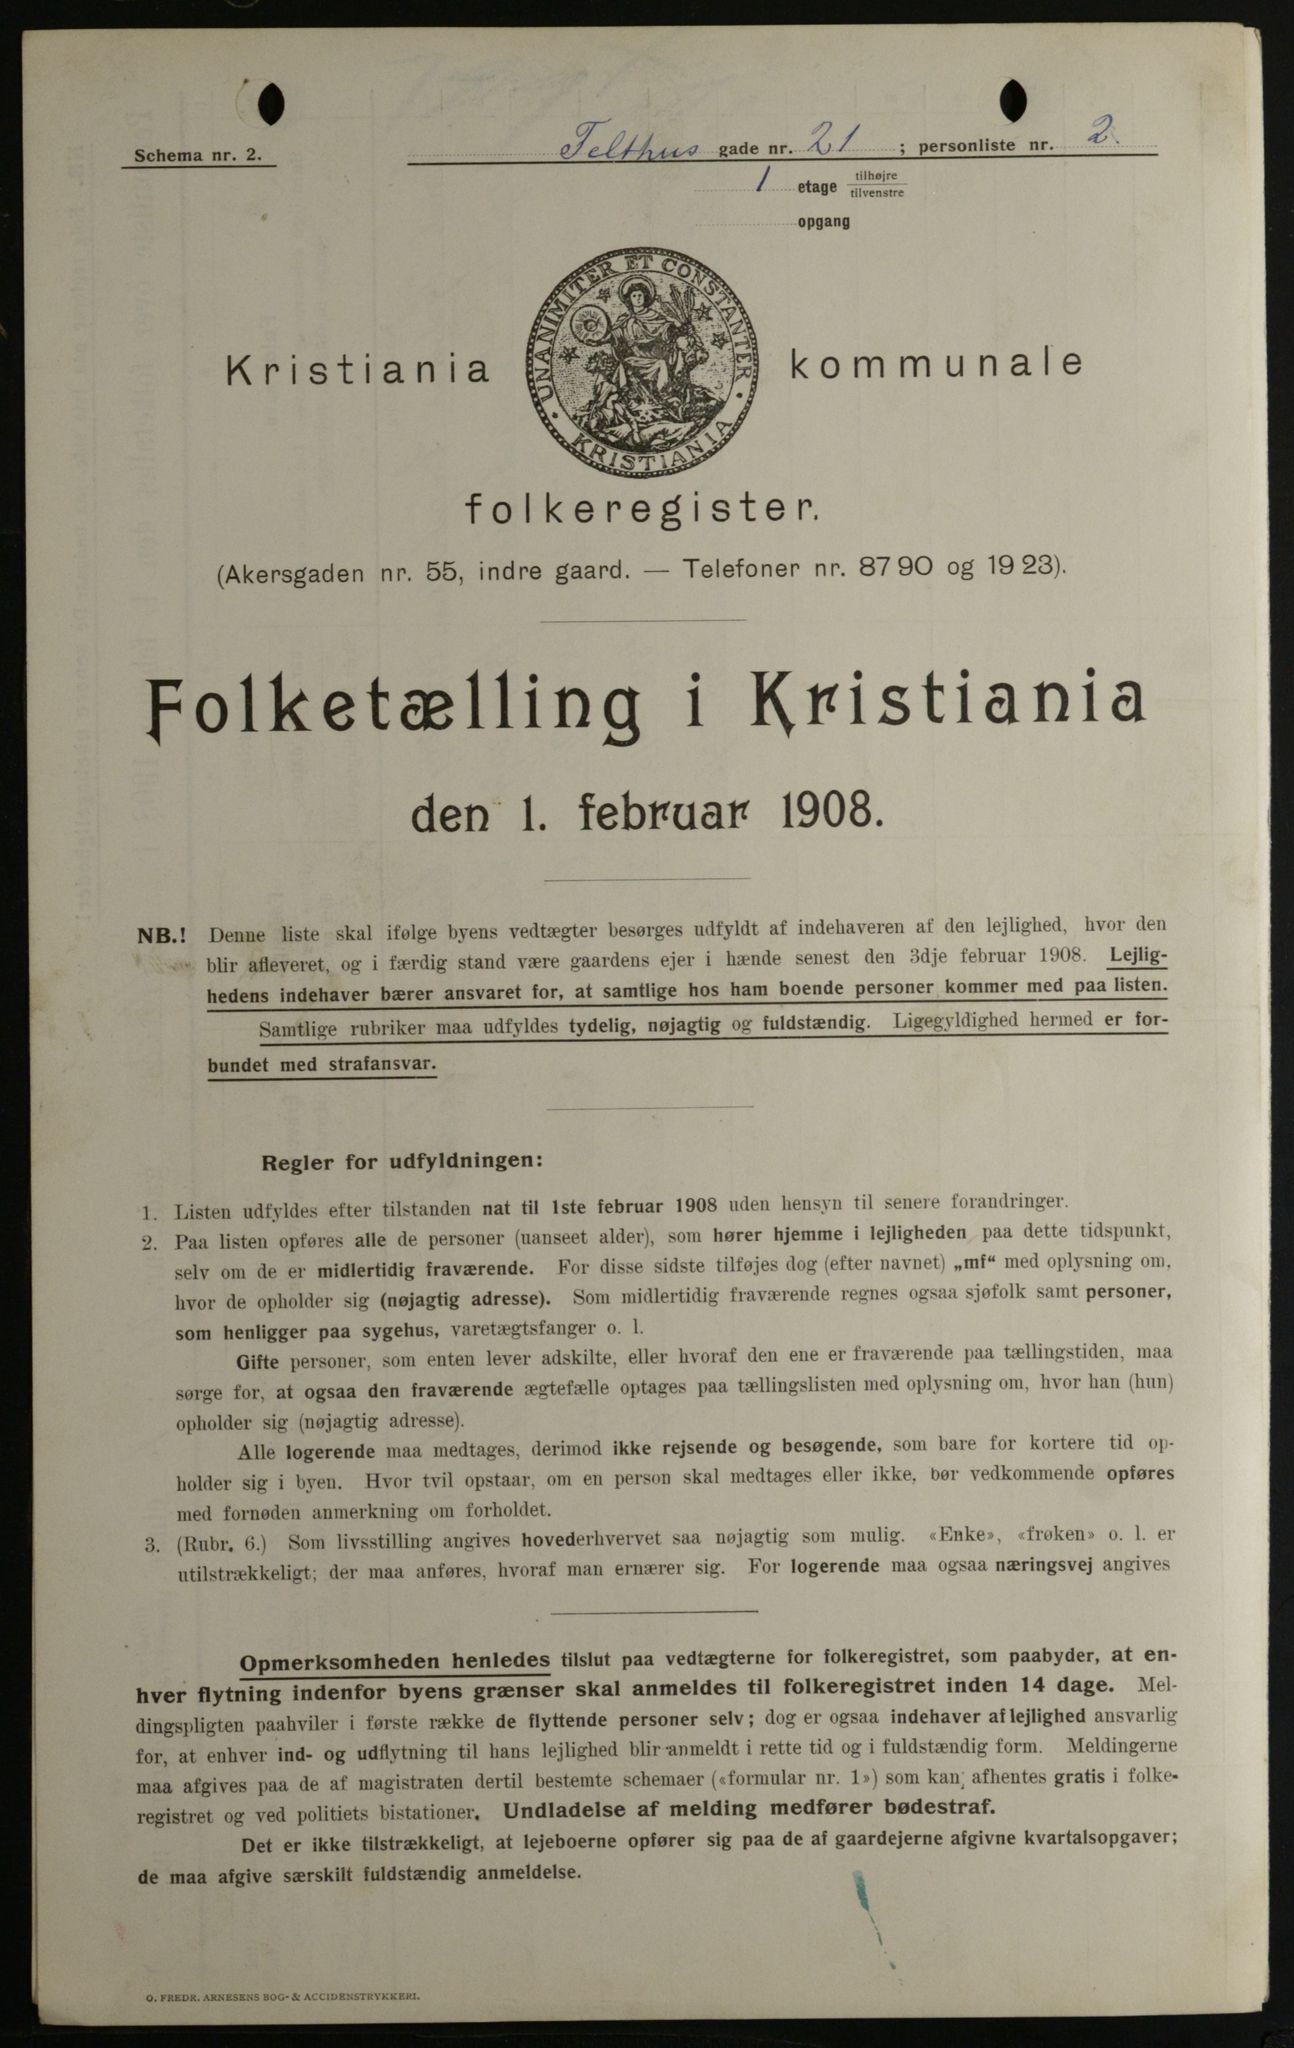 Schema nr. 2.
Telthus gade nr. 21 ; personliste nr. 2.
1 etage tilhøjre
tilvenstre
opgang
UNANIMITER ET CONSTANTER
· KRISTIANIA ·
Kristiania kommunale
folkeregister.
(Akersgaden nr. 55, indre gaard. — Telefoner nr. 87 90 og 19 23).
Folketælling i Kristiania
den 1. februar 1908.
NB.! Denne liste skal ifølge byens vedtægter besørges udfyldt af indehaveren af den lejlighed, hvor den
blir afleveret, og i færdig stand være gaardens ejer i hænde senest den 3dje februar 1908. Lejlig-
hedens indehaver bærer ansvaret for, at samtlige hos ham boende personer kommer med paa listen.
Samtlige rubriker maa udfyldes tydelig, nøjagtig og fuldstændig. Ligegyldighed hermed er for-
bundet med strafansvar.
Regler for udfyldningen:
1. Listen udfyldes efter tilstanden nat til 1ste februar 1908 uden hensyn til senere forandringer.
2. Paa listen opføres alle de personer (uanseet alder), som hører hjemme i lejligheden paa dette tidspunkt,
selv om de er midlertidig fraværende. For disse sidste tilføjes dog (efter navnet) „mf“ med oplysning om,
hvor de opholder sig (nøjagtig adresse). Som midlertidig fraværende regnes ogsaa sjøfolk samt personer,
som henligger paa sygehus, varetægtsfanger o. l.
Gifte personer, som enten lever adskilte, eller hvoraf den ene er fraværende paa tællingstiden, maa
sørge for, at ogsaa den fraværende ægtefælle optages paa tællingslisten med oplysning om, hvor han (hun)
opholder sig (nøjagtig adresse).
Alle logerende maa medtages, derimod ikke rejsende og besøgende, som bare for kortere tid op-
holder sig i byen. Hvor tvil opstaar, om en person skal medtages eller ikke, bør vedkommende opføres
med fornøden anmerkning om forholdet.
3. (Rubr. 6.) Som livsstilling angives hovederhvervet saa nøjagtig som mulig. «Enke», «frøken» o. l. er
utilstrækkeligt; der maa anføres, hvoraf man ernærer sig. For logerende maa ogsaa næringsvej angives
Opmerksomheden henledes tilslut paa vedtægterne for folkeregistret, som paabyder, at en-
hver flytning indenfor byens grænser skal anmeldes til folkeregistret inden 14 dage. Mel-
dingspligten paahviler i første række de flyttende personer selv; dog er ogsaa indehaver af lejlighed ansvarlig
for, at enhver ind- og udflytning til hans lejlighed blir anmeldt i rette tid og i fuldstændig form. Meldingerne
maa afgives paa de af magistraten dertil bestemte schemaer («formular nr. 1») som kan afhentes gratis i folke-
registret og ved politiets bistationer. Undladelse af melding medfører bødestraf.
Det er ikke tilstrækkeligt, at lejeboerne opfører sig paa de af gaardejerne afgivne kvartalsopgaver;
de maa afgive særskilt fuldstændig anmeldelse.
O. FREDR. ARNESENS BOG- & ACCIDENSTRYKKERI.